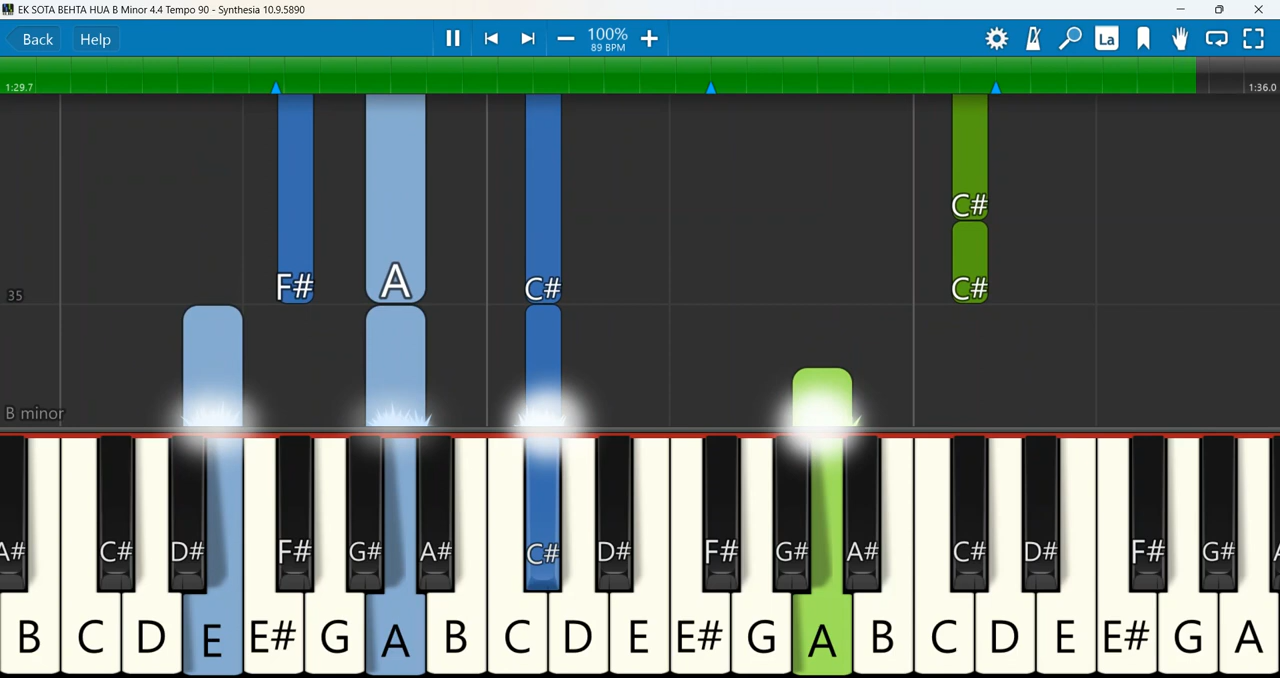 EK SOTA BEHTA HUA B Minor 4.4 Tempo 90 - Synthesia 10.9.5890
Back Help 100% La
89 BPM
1:29.7 1:36.0
C#
F# A C# C#
35
B minor
A# C# D# F# G# A# C# D# F# G# A# C# D# F# G# A
B C D E E# G A B C D E E# G A B C D E E# G A